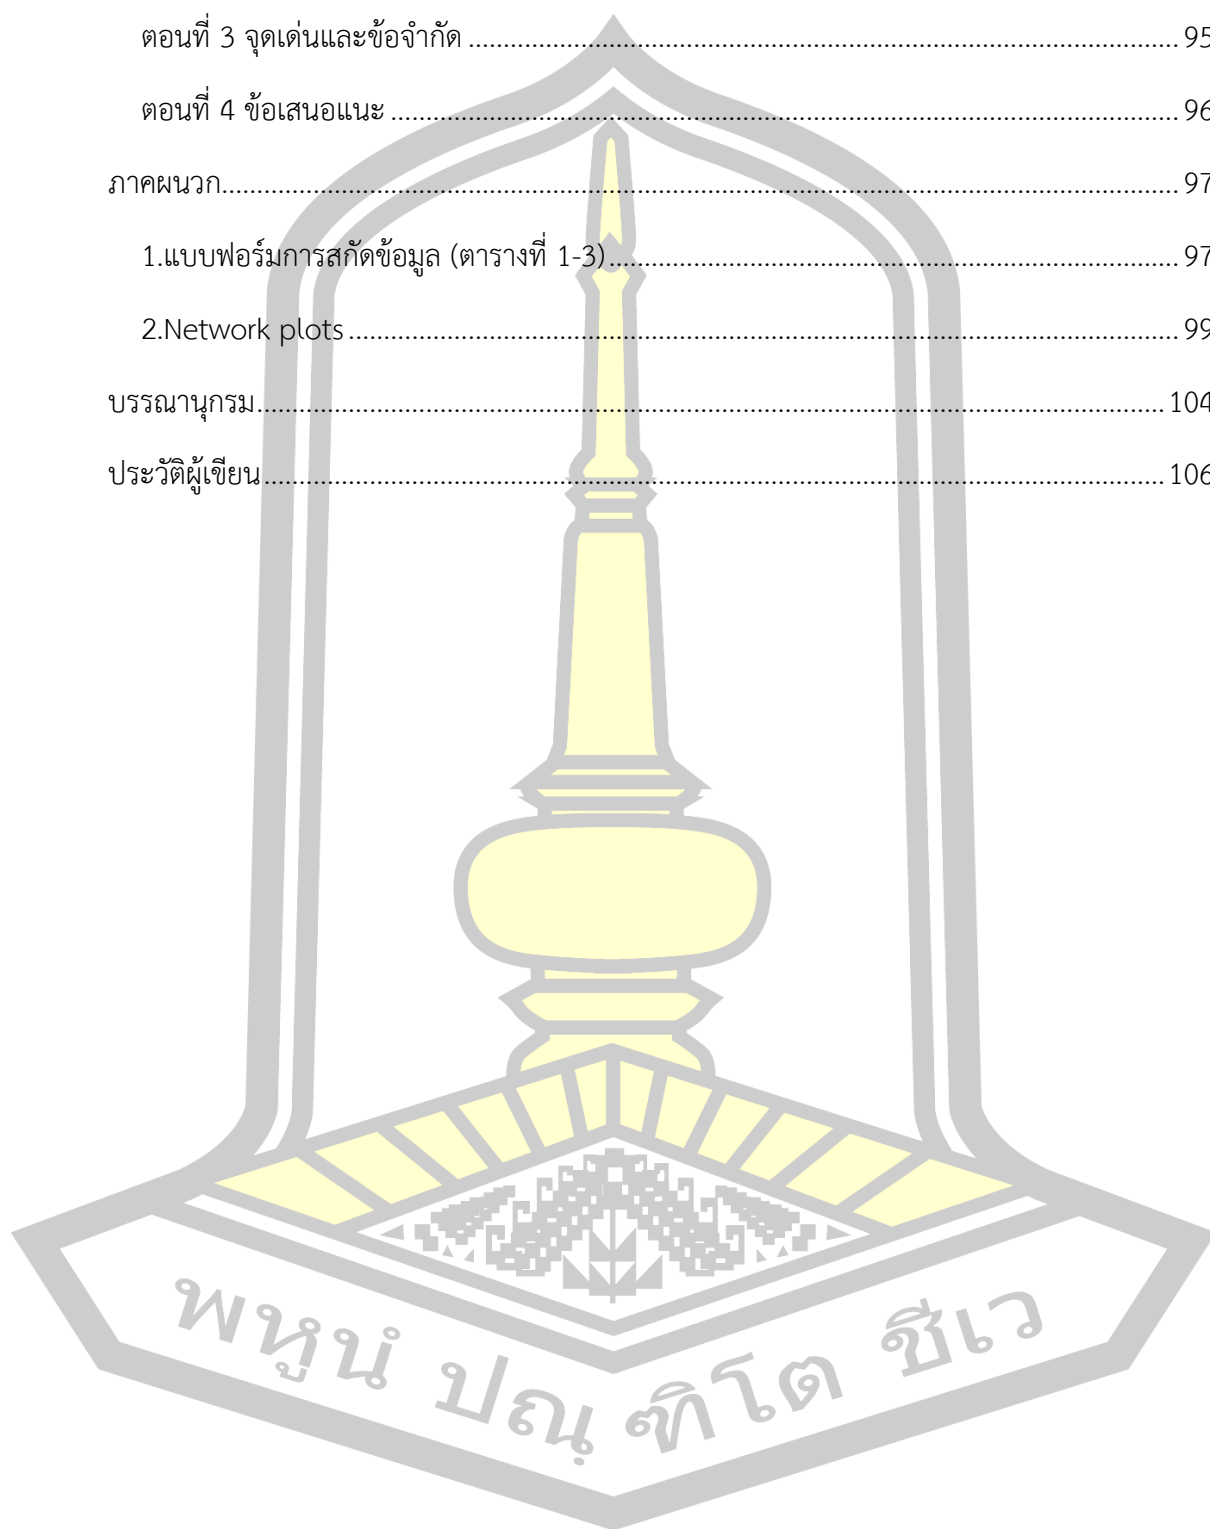 ตอนที่ 3 จุดเด่นและข้อจำกัด ........................................................................................................ 95
ตอนที่ 4 ข้อเสนอแนะ .................................................................................................................. 96
ภาคผนวก.......................................................................................................................................... 97
1.แบบฟอร์มการสกัดข้อมูล (ตารางที่ 1-3)................................................................................... 97
2.Network plots ......................................................................................................................... 99
บรรณานุกรม................................................................................................................................... 104
ประวัติผู้เขียน ................................................................................................................................. 106
พหูนํ ปณฺฑิโต ชีเว